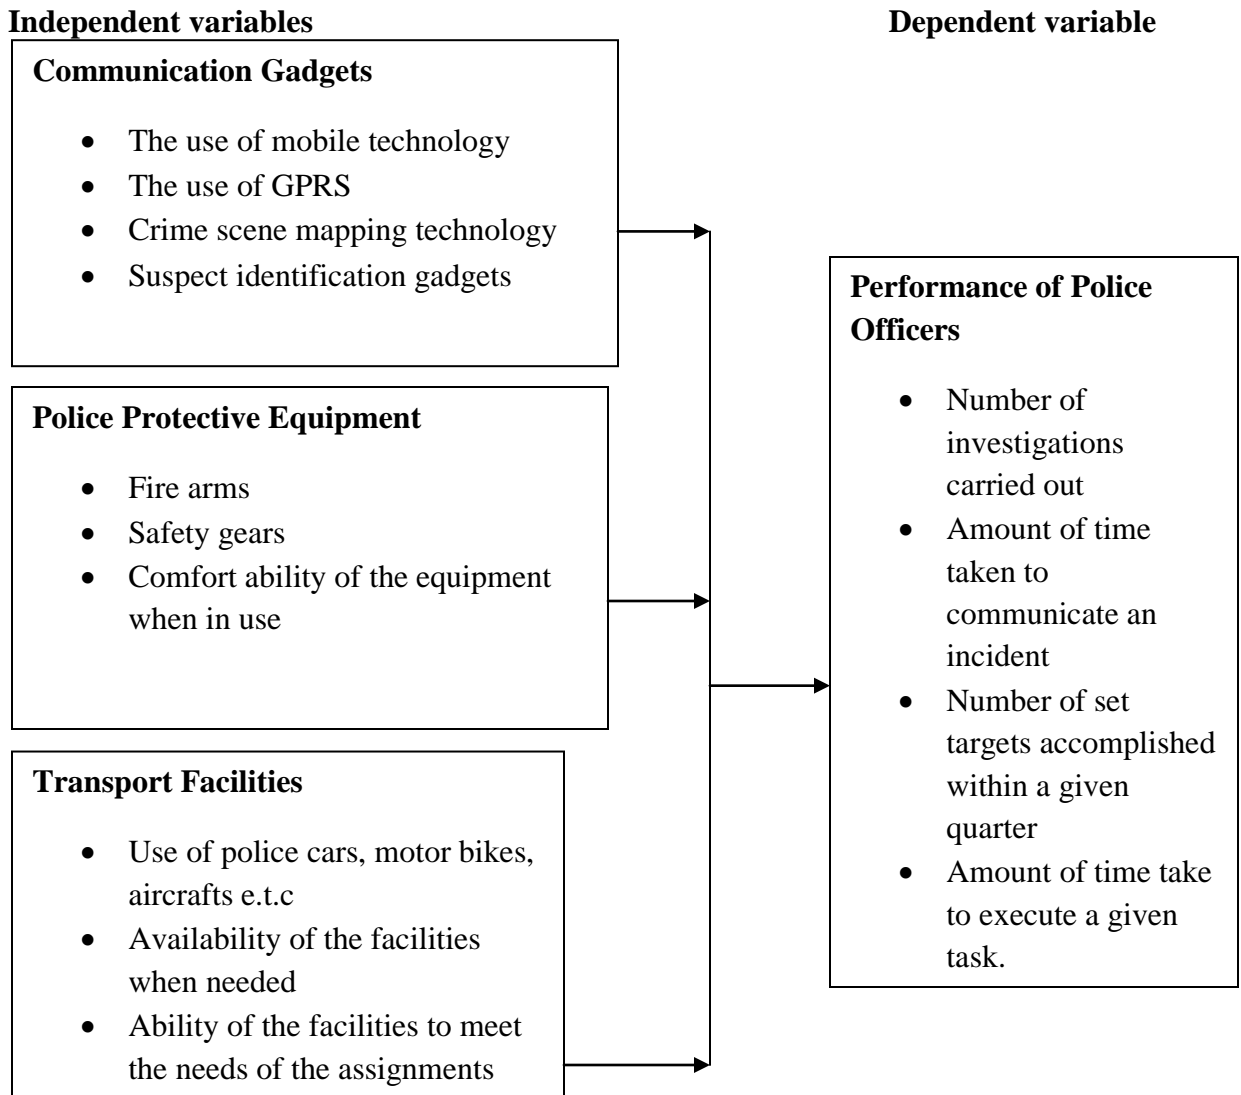 Independent variables
Dependent variable
Communication Gadgets
• The use of mobile technology
• The use of GPRS
• Crime scene mapping technology
• Suspect identification gadgets
Police Protective Equipment
• Fire arms
• Safety gears
• Comfort ability of the equipment
when in use
Transport Facilities
• Use of police cars, motor bikes,
aircrafts e.t.c
• Availability of the facilities
when needed
• Ability of the facilities to meet
the needs of the assignments
Performance of Police
Officers
• Number of
investigations
carried out
• Amount of time
taken to
communicate an
incident
• Number of set
targets accomplished
within a given
quarter
• Amount of time take
to execute a given
task.